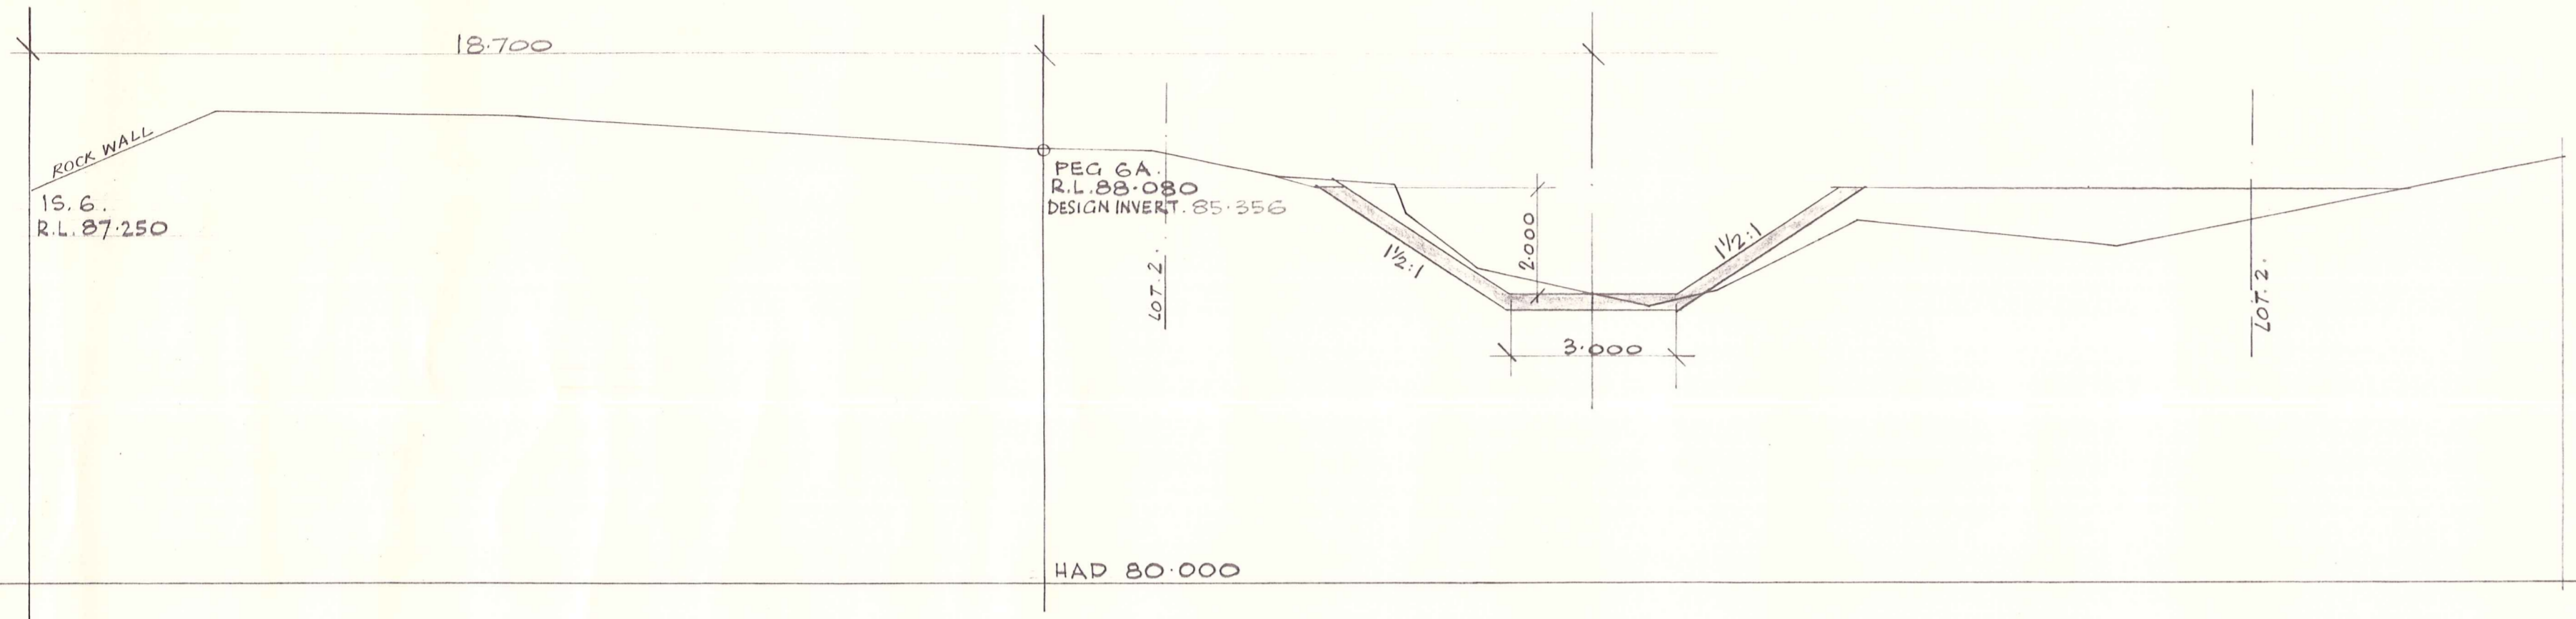 18.700
ROCK WALL
IS. 6.
R.L. 87.250
PEG 6A.
R.L. 88.080
DESIGN INVERT. 85.356
LOT. 2.
1½:1
2.000
1½:1
3.000
LOT. 2.
HAD 80.000